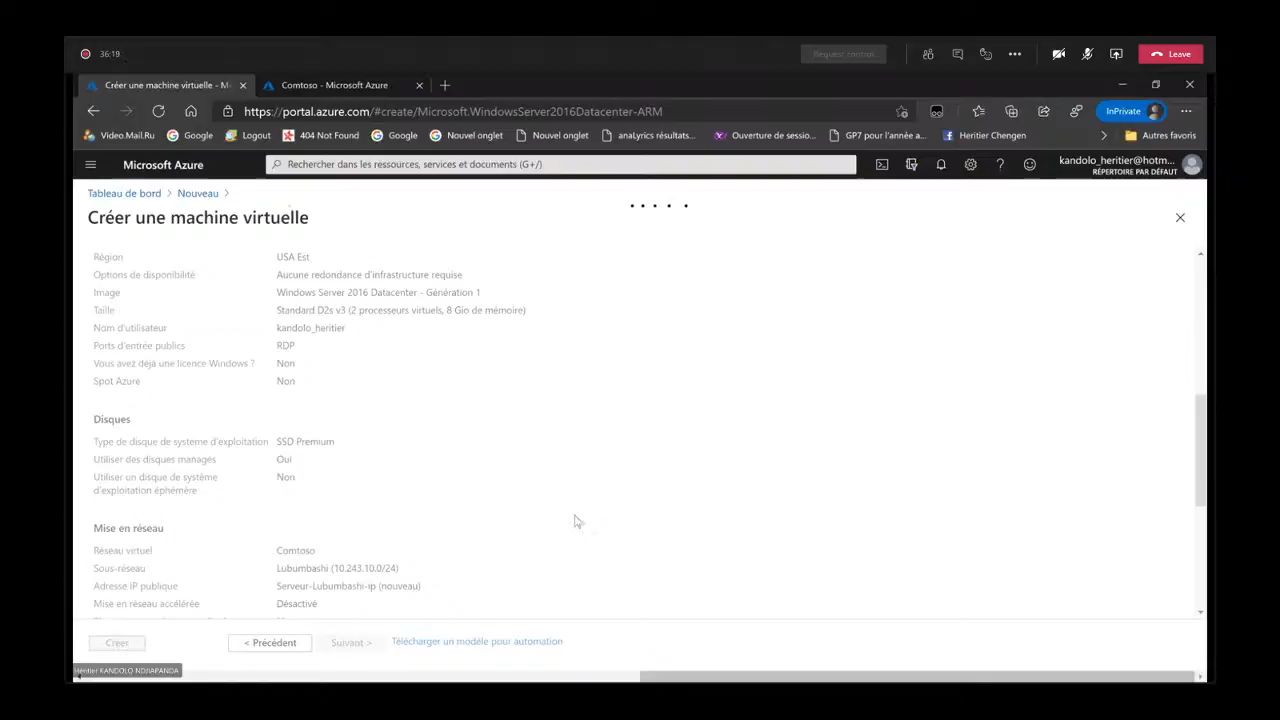 36:19
Request control
Leave
Créer une machine virtuelle - Mi
Comtoso - Microsoft Azure
https://portal.azure.com/#create/Microsoft.WindowsServer2016Datacenter-ARM
InPrivate
Video.Mail.Ru
Google
Logout
404 Not Found
Google
Nouvel onglet
Nouvel onglet
anaLyrics résultats...
Ouverture de sessio...
GP7 pour l'année a...
Heritier Chengen
Autres favoris
Microsoft Azure
Rechercher dans les ressources, services et documents (G+/)
kandolo_heritier@hotm...
RÉPERTOIRE PAR DÉFAUT
Tableau de bord > Nouveau >
Créer une machine virtuelle
Région USA Est
Options de disponibilité Aucune redondance d'infrastructure requise
Image Windows Server 2016 Datacenter - Génération 1
Taille Standard D2s v3 (2 processeurs virtuels, 8 Gio de mémoire)
Nom d'utilisateur kandolo_heritier
Ports d'entrée publics RDP
Vous avez déjà une licence Windows ? Non
Spot Azure Non
Disques
Type de disque de système d'exploitation SSD Premium
Utiliser des disques managés Oui
Utiliser un disque de système Non
d'exploitation éphémère
Mise en réseau
Réseau virtuel Comtoso
Sous-réseau Lubumbashi (10.243.10.0/24)
Adresse IP publique Serveur-Lubumbashi-ip (nouveau)
Mise en réseau accélérée Désactivé
Créer
< Précédent
Suivant >
Télécharger un modèle pour automation
Héritier KANDOLO NDJIAPANDA